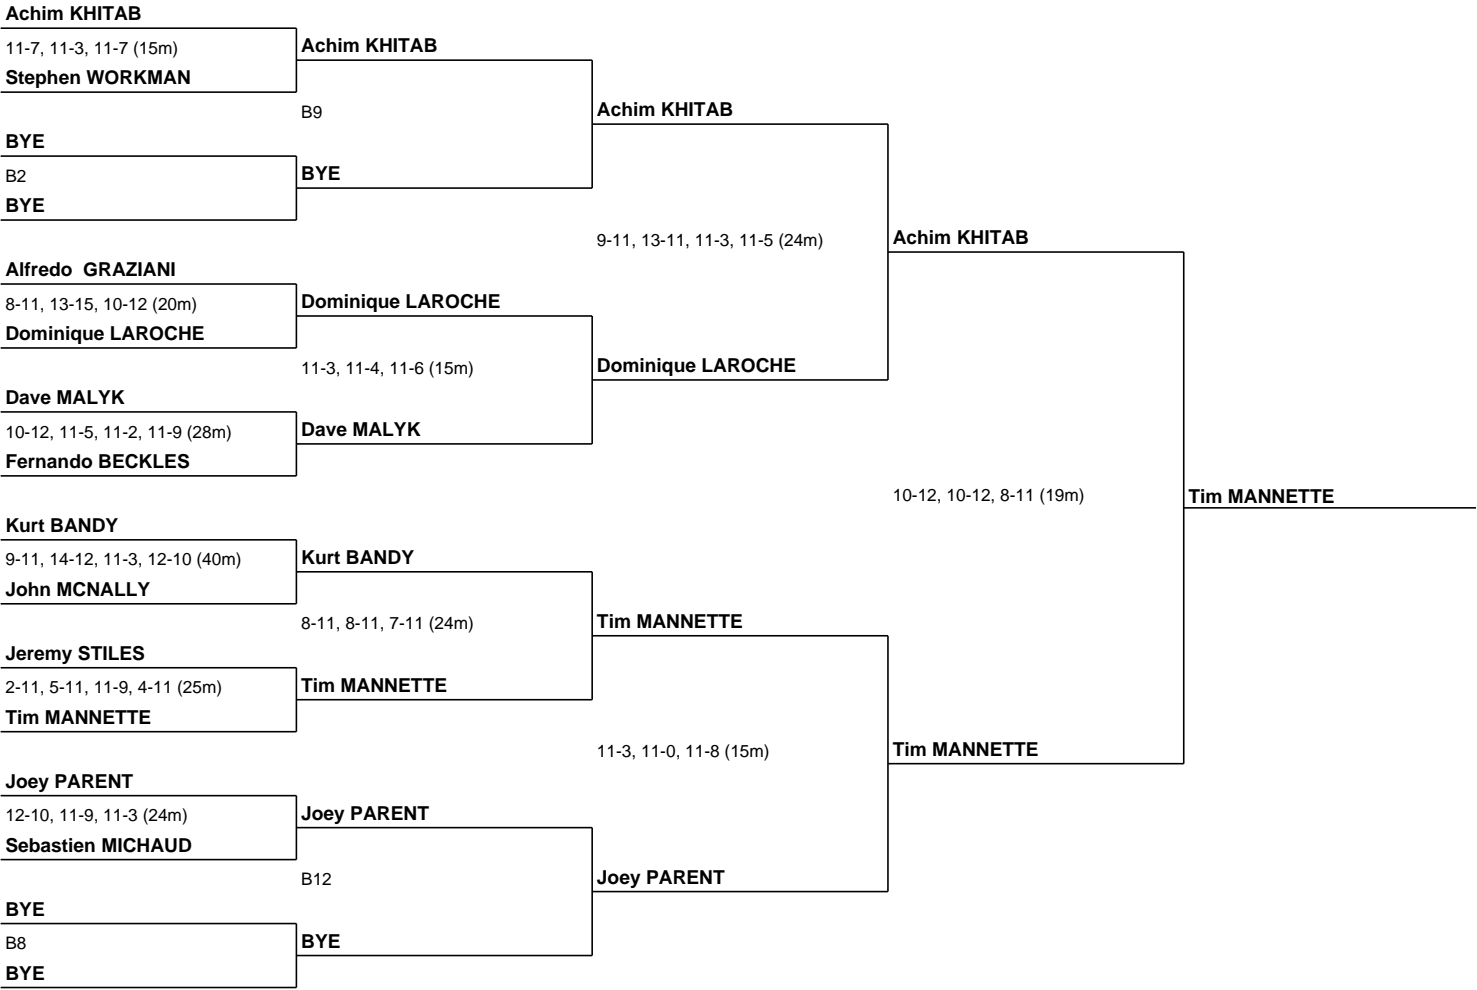 Achim KHITAB
11-7, 11-3, 11-7 (15m)
Stephen WORKMAN
BYE
B2
BYE
Alfredo  GRAZIANI
8-11, 13-15, 10-12 (20m)
Dominique LAROCHE
Dave MALYK
10-12, 11-5, 11-2, 11-9 (28m)
Fernando BECKLES
Kurt BANDY
9-11, 14-12, 11-3, 12-10 (40m)
John MCNALLY
Jeremy STILES
2-11, 5-11, 11-9, 4-11 (25m)
Tim MANNETTE
Joey PARENT
12-10, 11-9, 11-3 (24m)
Sebastien MICHAUD
BYE
B8
BYE
Achim KHITAB
B9
BYE
Dominique LAROCHE
11-3, 11-4, 11-6 (15m)
Dave MALYK
Kurt BANDY
8-11, 8-11, 7-11 (24m)
Tim MANNETTE
Joey PARENT
B12
BYE
Achim KHITAB
9-11, 13-11, 11-3, 11-5 (24m)
Dominique LAROCHE
Tim MANNETTE
11-3, 11-0, 11-8 (15m)
Joey PARENT
Achim KHITAB
10-12, 10-12, 8-11 (19m)
Tim MANNETTE
Tim MANNETTE